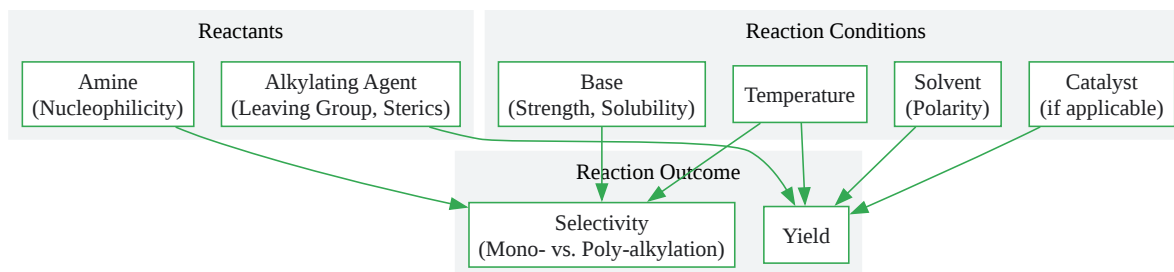 Reactants
Reaction Conditions
Amine
(Nucleophilicity)
Alkylating Agent
(Leaving Group, Sterics)
Base
(Strength, Solubility)
Temperature
Solvent
(Polarity)
Catalyst
(if applicable)
Reaction Outcome
Selectivity
(Mono- vs. Poly-alkylation)
Yield